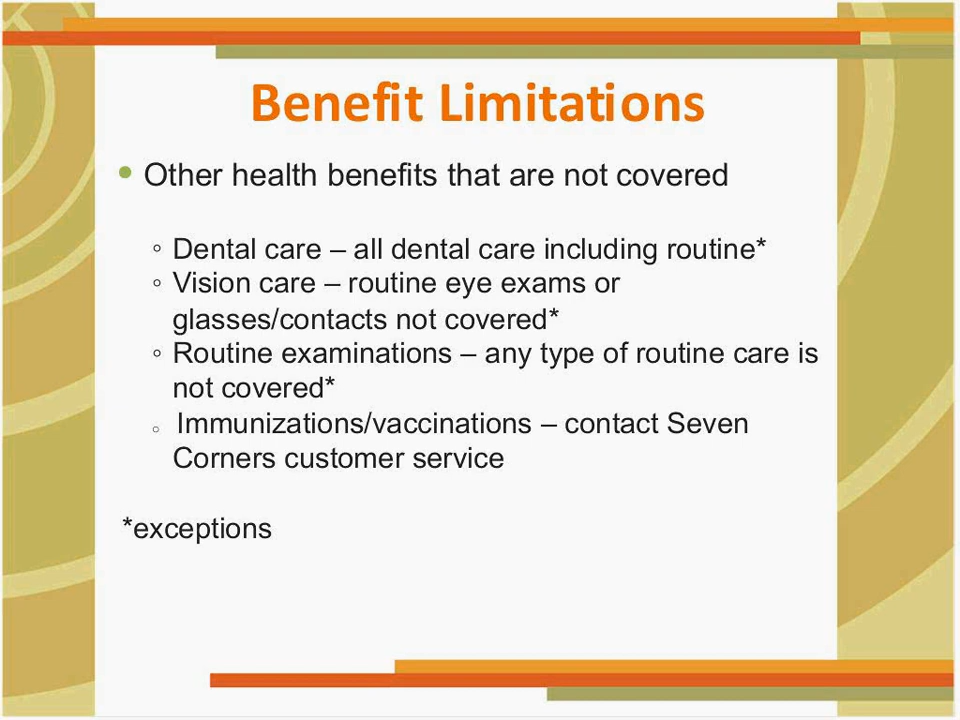 Benefit Limitations
• Other health benefits that are not covered
◦ Dental care – all dental care including routine*
◦ Vision care – routine eye exams or
glasses/contacts not covered*
◦ Routine examinations – any type of routine care is
not covered*
○ Immunizations/vaccinations – contact Seven
Corners customer service
*exceptions